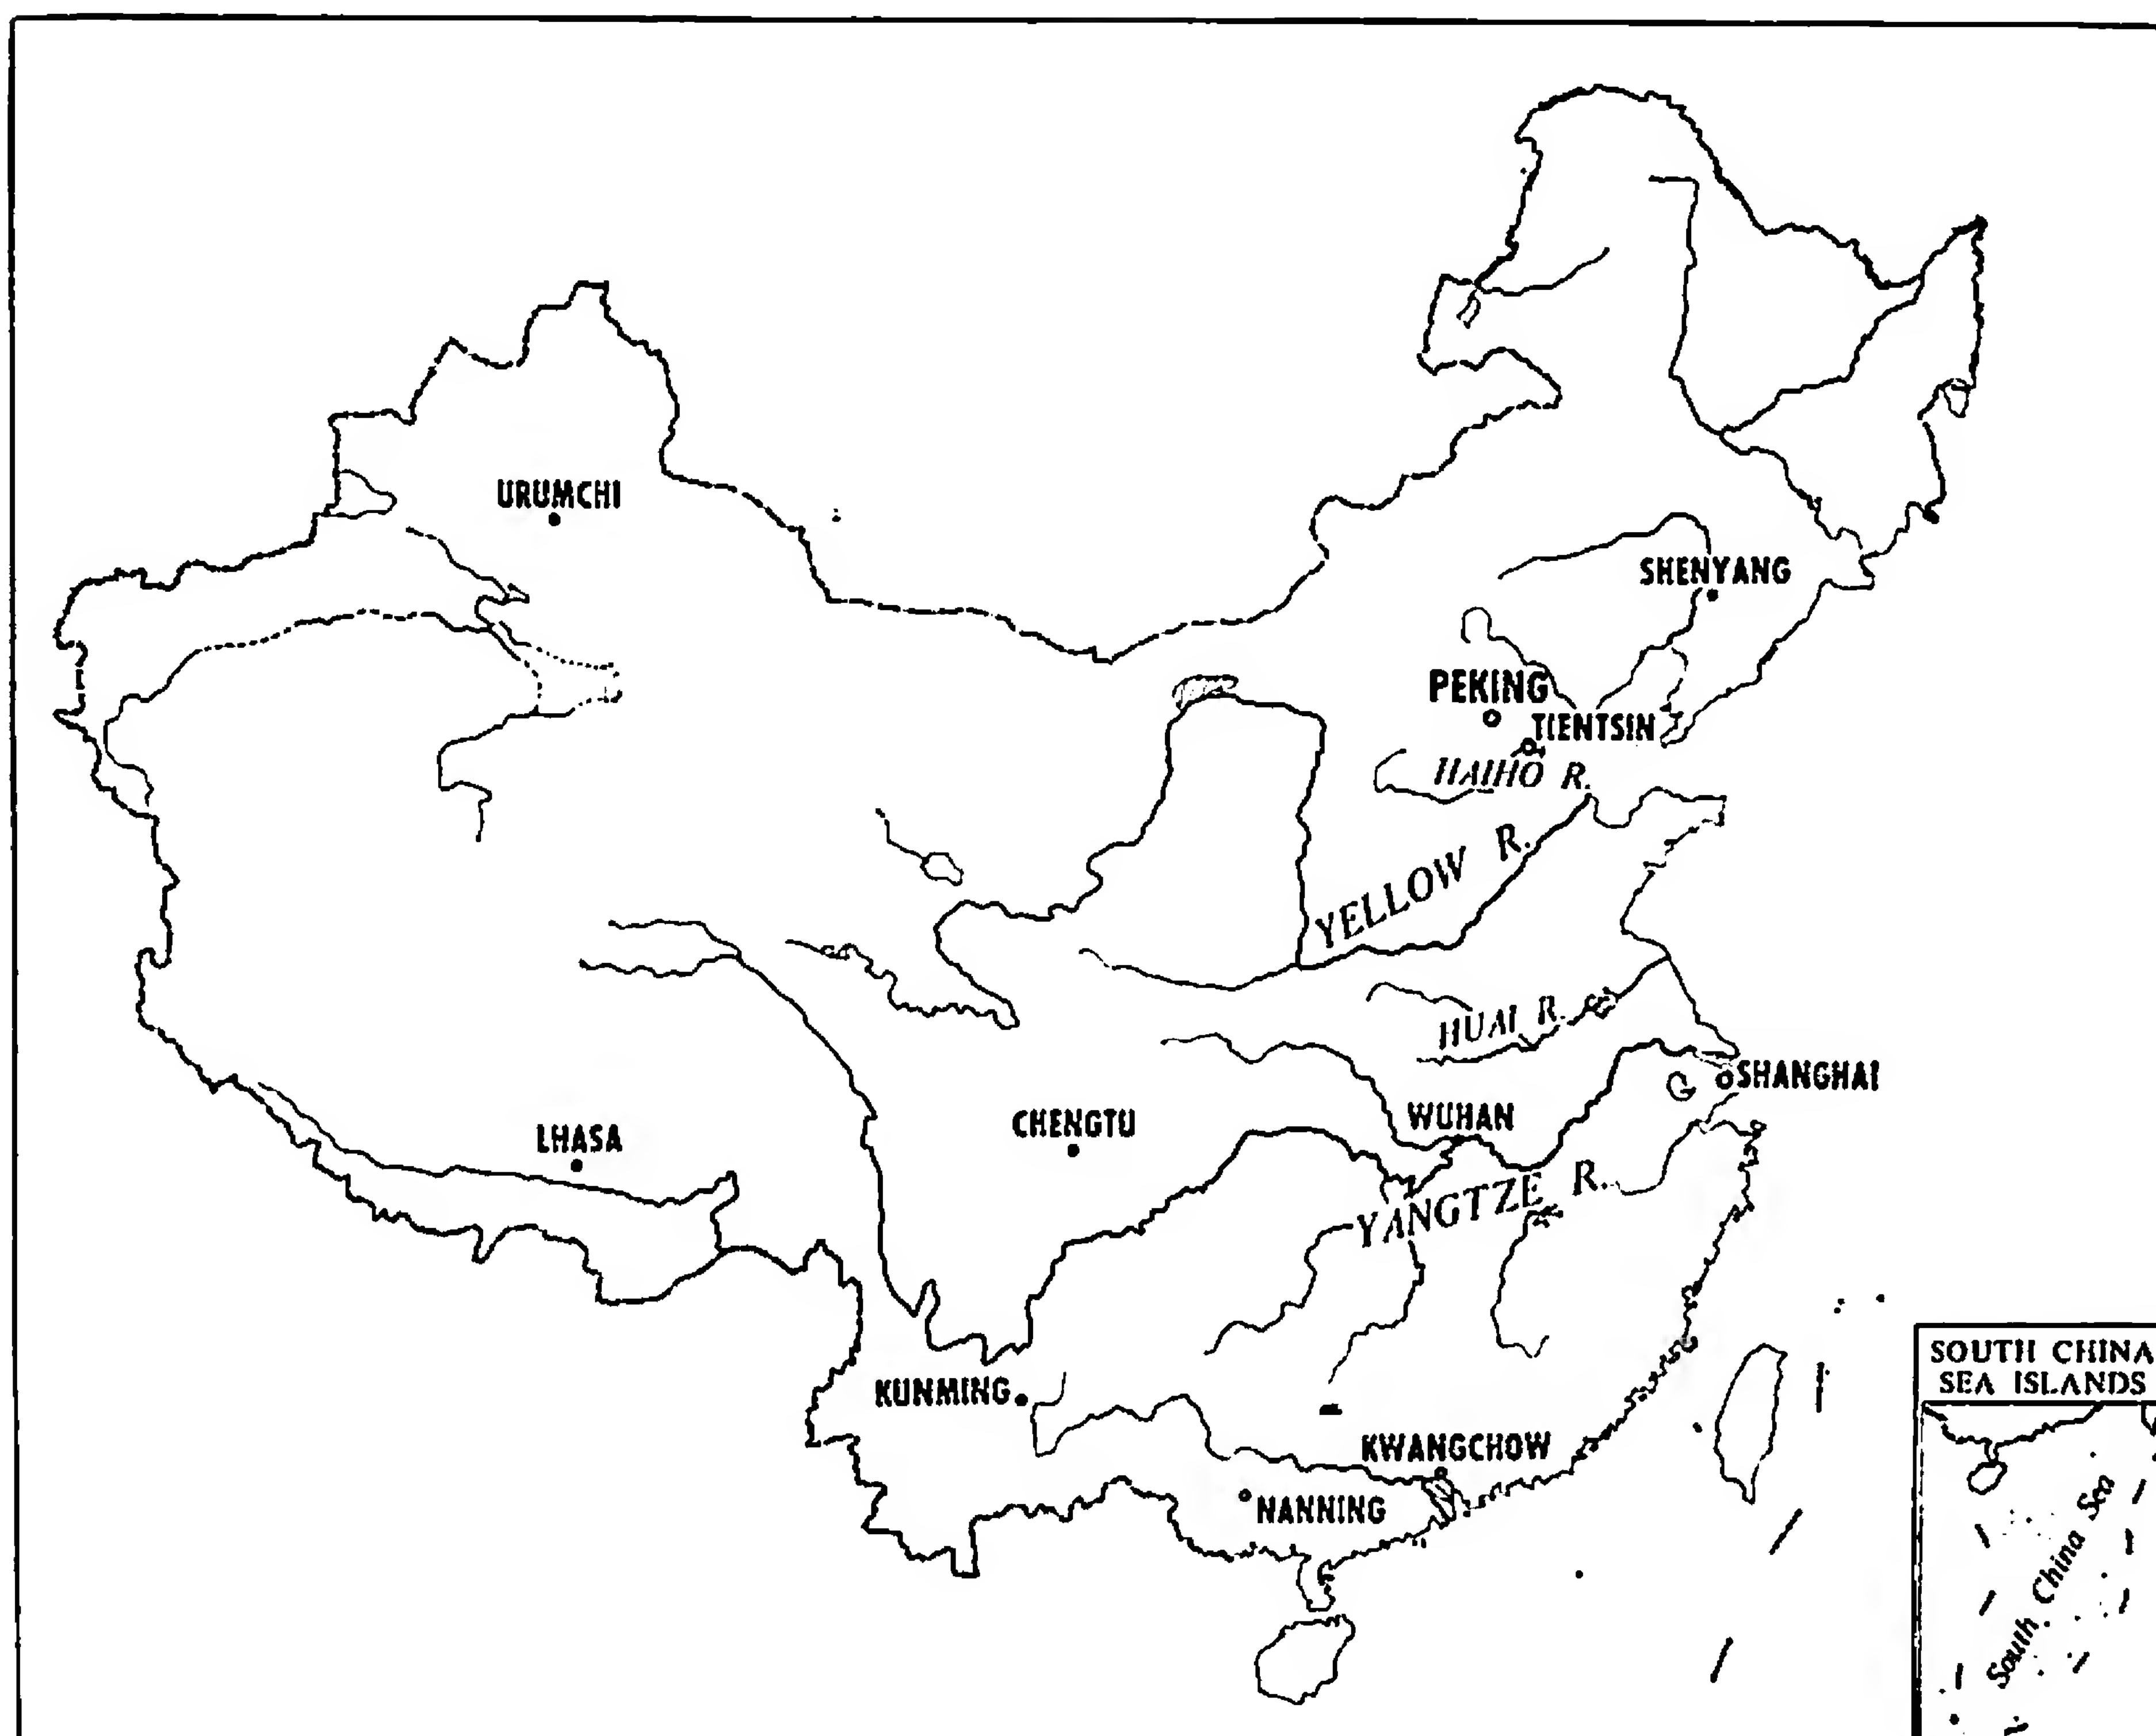 URUMCHI
SHENYANG
PEKING
TIENTSIN
HAIHO R.
YELLOW R.
HUAI R.
SHANGHAI
WUHAN
CHENGTU
LHASA
YANGTZE R.
KUNMING
KWANGCHOW
NANNING
SOUTH CHINA
SEA ISLANDS
South China Sea